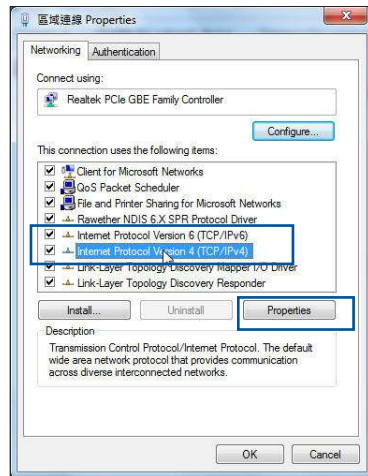 區域連線 Properties
Networking Authentication
Connect using:
Realtek PCIe GBE Family Controller
Configure...
This connection uses the following items:
Client for Microsoft Networks
QoS Packet Scheduler
File and Printer Sharing for Microsoft Networks
Rawether NDIS 6.X SPR Protocol Driver
Internet Protocol Version 6 (TCP/IPv6)
Internet Protocol Version 4 (TCP/IPv4)
Link-Layer Topology Discovery Mapper I/O Driver
Link-Layer Topology Discovery Responder
Install... Uninstall Properties
Description
Transmission Control Protocol/Internet Protocol. The default
wide area network protocol that provides communication
across diverse interconnected networks.
OK Cancel